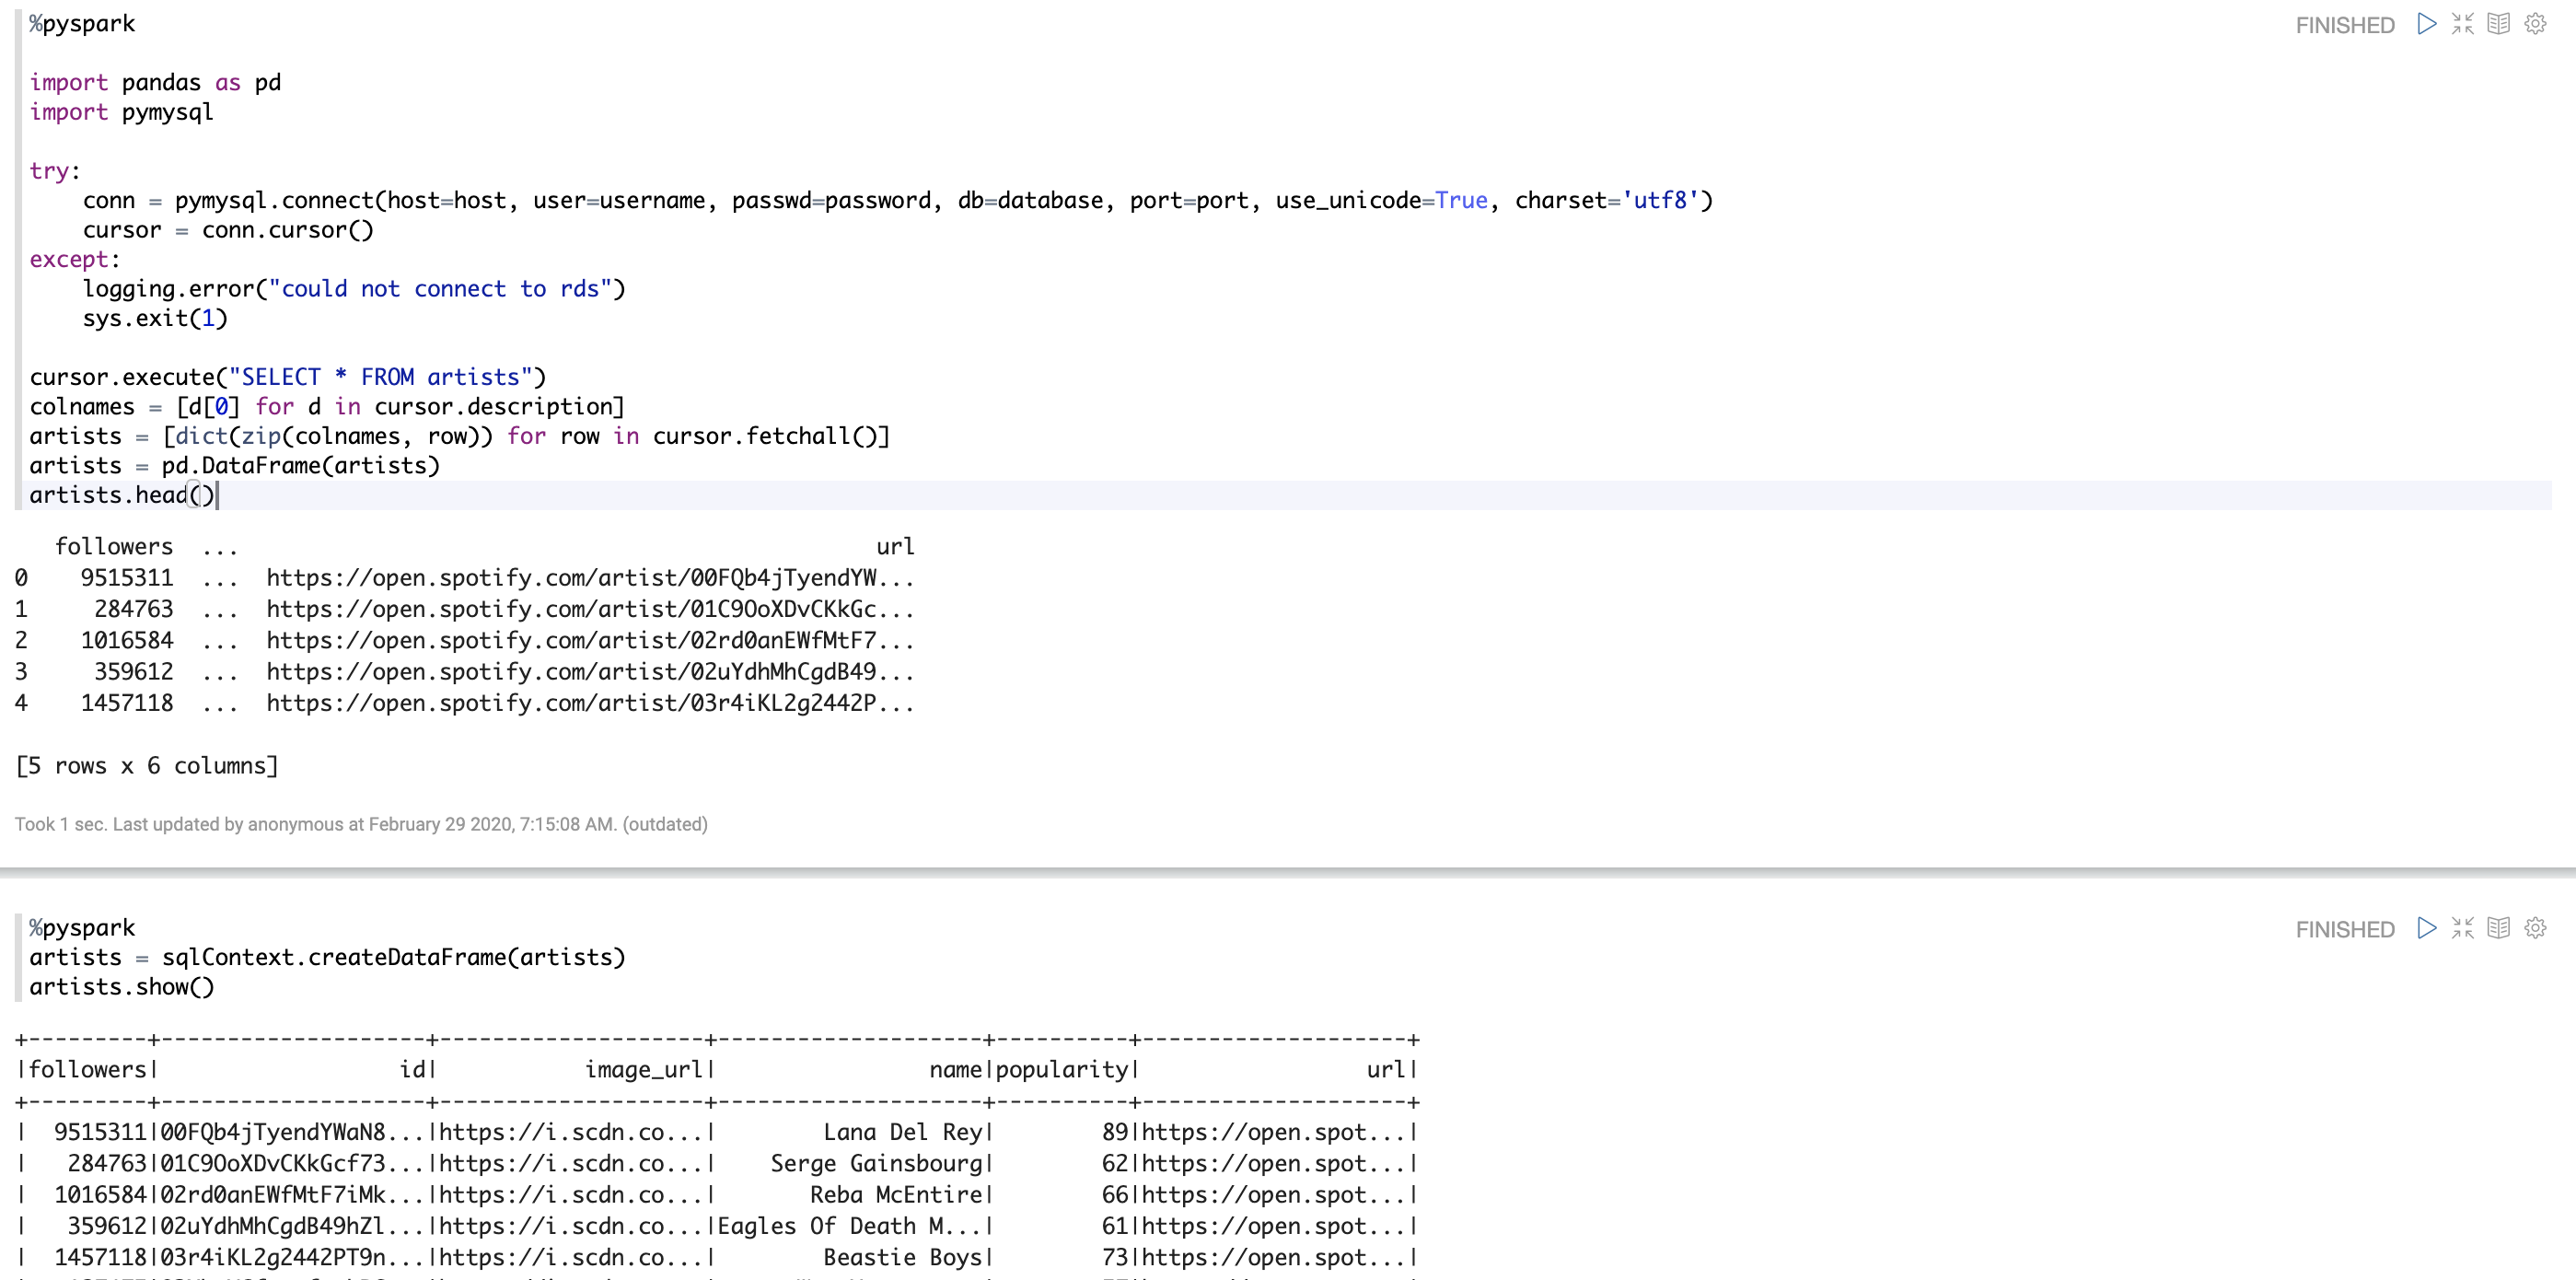 %pyspark
FINISHED
import pandas as pd
import pymysql
try:
conn = pymysql.connect(host=host, user=username, passwd=password, db=database, port=port, use_unicode=True, charset='utf8')
cursor = conn.cursor()
except:
logging.error("could not connect to rds")
sys.exit(1)
cursor.execute("SELECT * FROM artists")
colnames = [d[0] for d in cursor.description]
artists = [dict(zip(colnames, row)) for row in cursor.fetchall()]
artists = pd.DataFrame(artists)
artists.head()
followers ... url
0 9515311 ... https://open.spotify.com/artist/00FQb4jTyendYW...
1 284763 ... https://open.spotify.com/artist/01C9OoXDvCKkGc...
2 1016584 ... https://open.spotify.com/artist/02rd0anEWfMtF7...
3 359612 ... https://open.spotify.com/artist/02uYdhMhCgdB49...
4 1457118 ... https://open.spotify.com/artist/03r4iKL2g2442P...
[5 rows x 6 columns]
Took 1 sec. Last updated by anonymous at February 29 2020, 7:15:08 AM. (outdated)
%pyspark
FINISHED
artists = sqlContext.createDataFrame(artists)
artists.show()
+---------+--------------------+--------------------+--------------------+----------+--------------------+
|followers| id| image_url| name|popularity| url|
+---------+--------------------+--------------------+--------------------+----------+--------------------+
| 9515311|00FQb4jTyendYWaN8...|https://i.scdn.co...| Lana Del Rey| 89|https://open.spot...|
| 284763|01C9OoXDvCKkGcf73...|https://i.scdn.co...| Serge Gainsbourg| 62|https://open.spot...|
| 1016584|02rd0anEWfMtF7iMk...|https://i.scdn.co...| Reba McEntire| 66|https://open.spot...|
| 359612|02uYdhMhCgdB49hZl...|https://i.scdn.co...|Eagles Of Death M...| 61|https://open.spot...|
| 1457118|03r4iKL2g2442PT9n...|https://i.scdn.co...| Beastie Boys| 73|https://open.spot...|